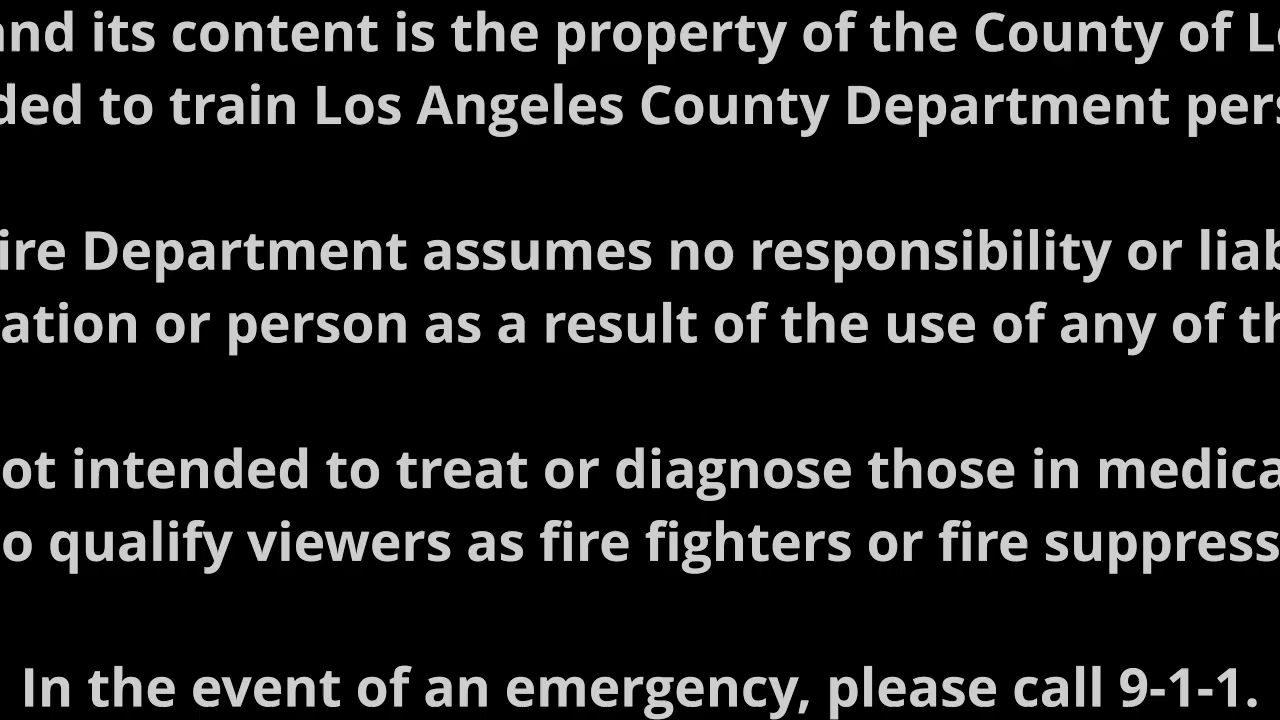 and its content is the property of the County of L
ded to train Los Angeles County Department pers
ire Department assumes no responsibility or liab
ation or person as a result of the use of any of th
ot intended to treat or diagnose those in medica
o qualify viewers as fire fighters or fire suppress
In the event of an emergency, please call 9-1-1.